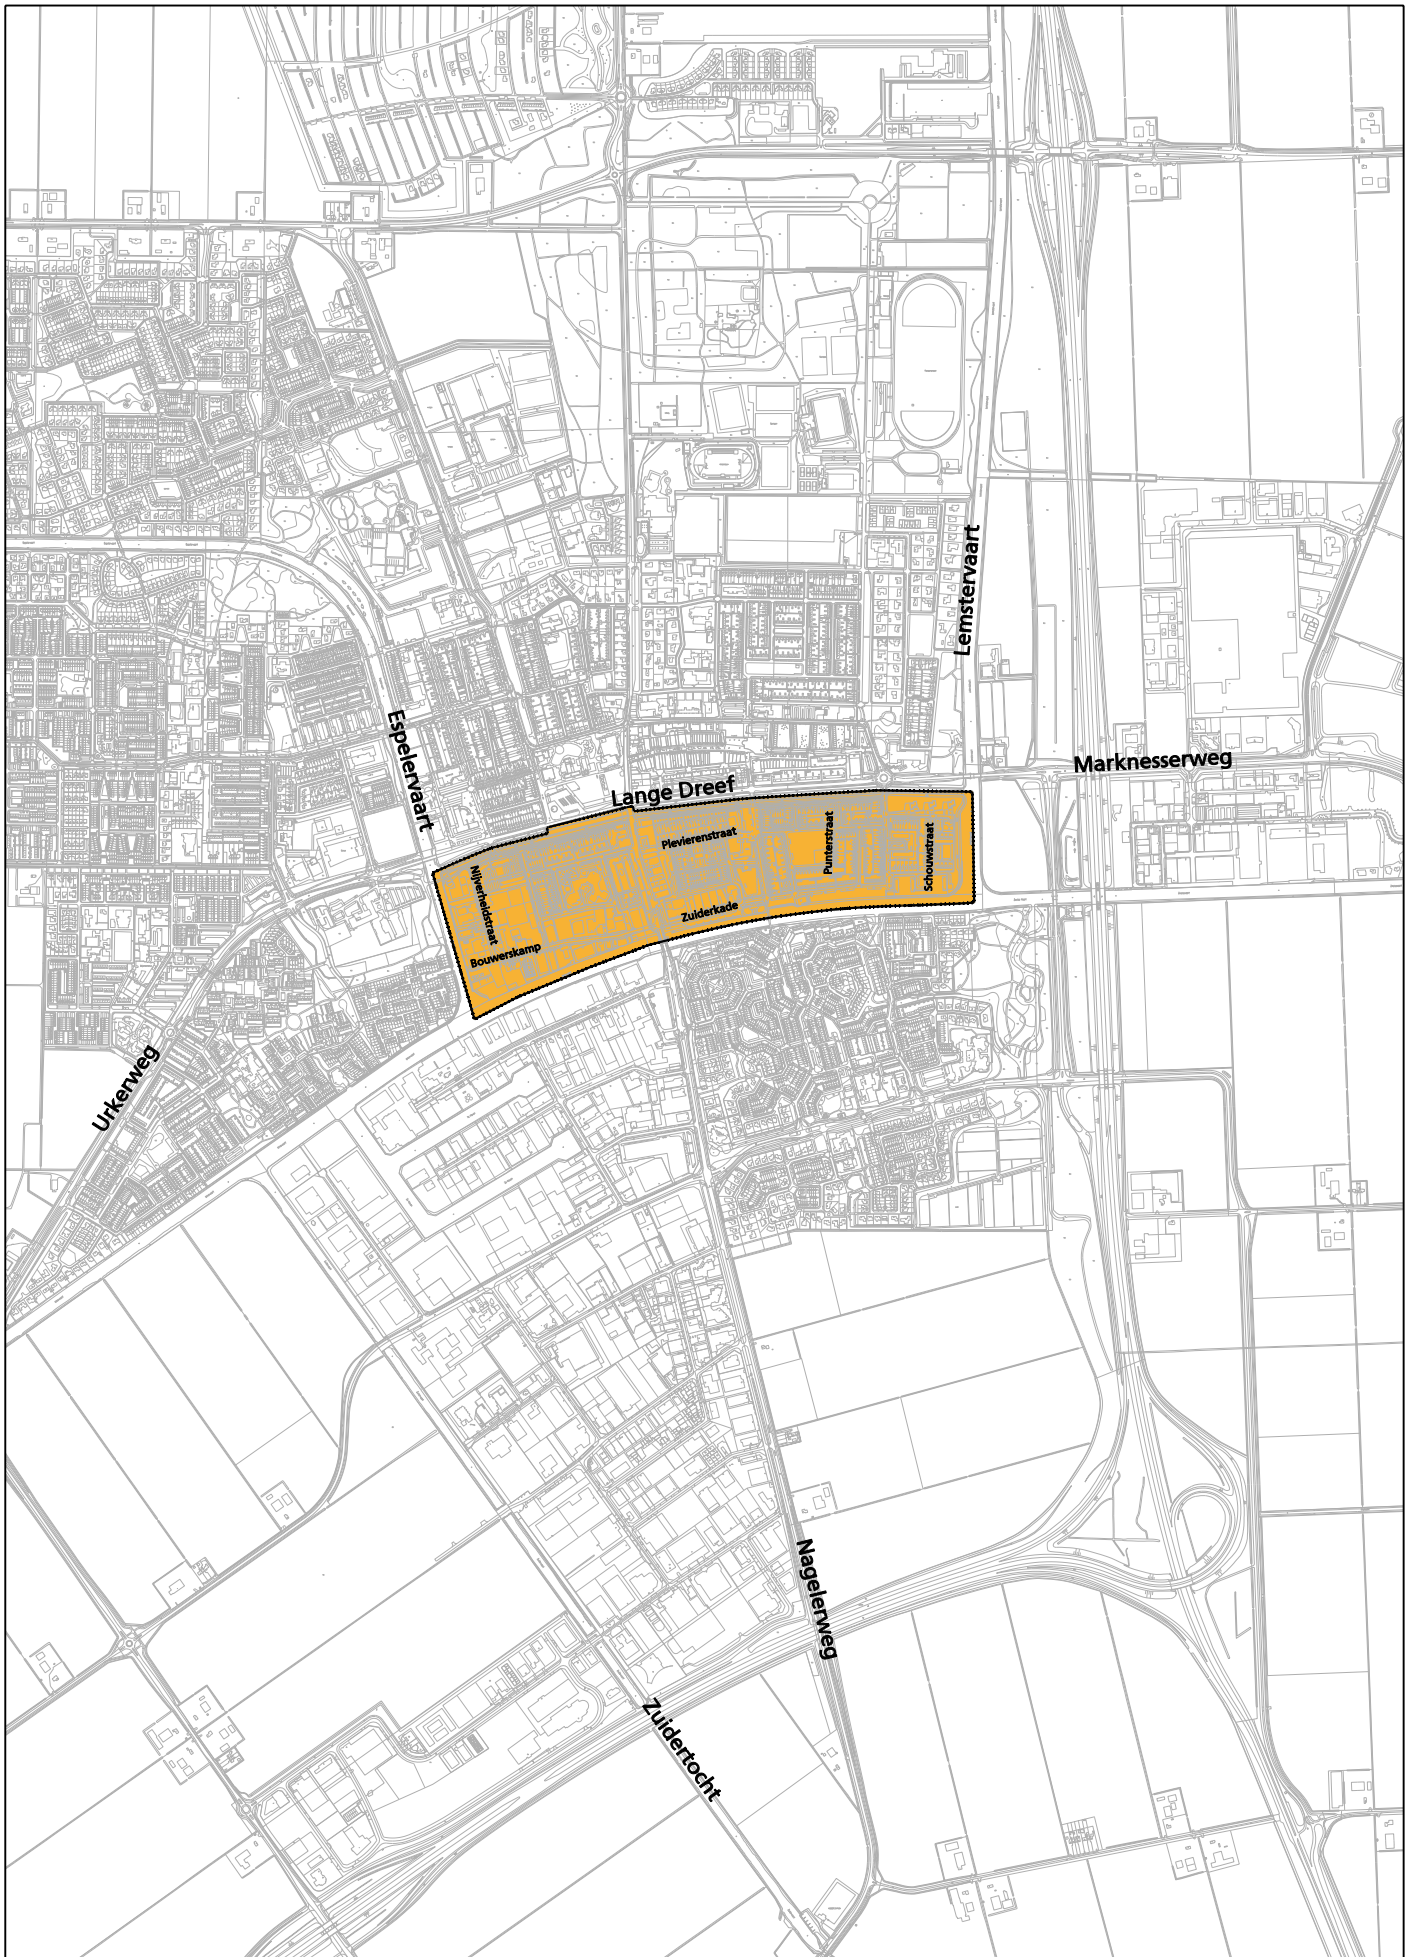 Lemstervaart
Espelervaart
Marknesserweg
Lange Dreef
Plevierenstraat
Punterstraat
Schouwstraat
Nijverheidstraat
Zuiderkade
Bouwerskamp
Urkerweg
Nagelerweg
Zuidertocht